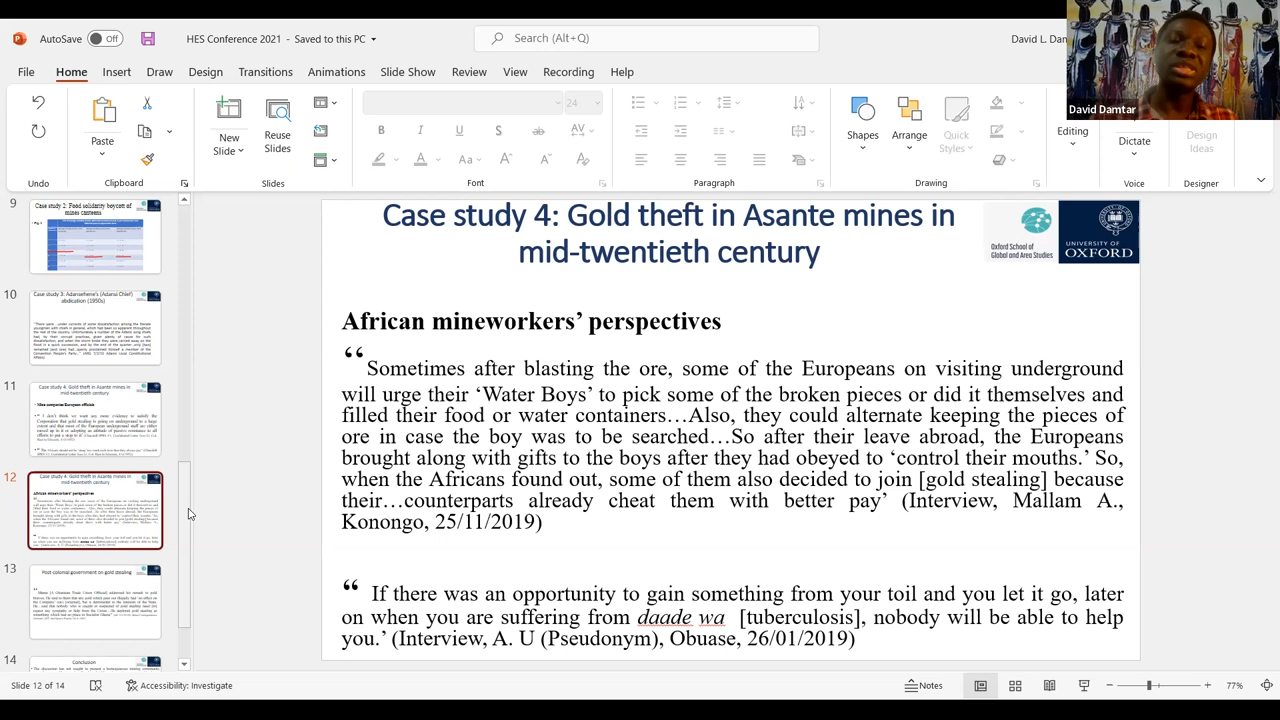 AutoSave Off
HES Conference 2021 - Saved to this PC
Search (Alt+Q)
David L. Dan
David Damtar
File Home Insert Draw Design Transitions Animations Slide Show Review View Recording Help
Undo
Paste
Clipboard
New Slide
Reuse Slides
Slides
24
Font
Paragraph
Shapes
Arrange
Quick Styles
Drawing
Editing
Dictate
Voice
Design Ideas
Designer
9
Case study 2: Food solidarity boycott of
mines canteens
10
Case study 3: Adansehene's (Adansi Chief)
abdication (1950s)
11
Case study 4: Gold theft in Asante mines in
mid-twentieth century
12
Case study 4: Gold theft in Asante mines in
mid-twentieth century
African mineworkers' perspectives
13
Post-colonial government on gold stealing
14
Conclusion
Case study 4: Gold theft in Asante mines in
mid-twentieth century
Oxford School of
Global and Area Studies
UNIVERSITY OF
OXFORD
African mineworkers' perspectives
“Sometimes after blasting the ore, some of the Europeans on visiting underground
will urge their ‘Water Boys’ to pick some of the broken pieces or did it themselves and
filled their food or water containers…Also, they could alternate keeping the pieces of
ore in case the boy was to be searched…So after their leave abroad, the Europeans
brought along with gifts to the boys after they had obeyed to ‘control their mouths.’ So,
when the Africans found out, some of them also decided to join [gold stealing] because
their…counterparts already cheat them with better pay’ (Interview, Mallam A.,
Konongo, 25/11/2019)
“ If there was an opportunity to gain something from your toil and you let it go, later
on when you are suffering from daade wa [tuberculosis], nobody will be able to help
you.’ (Interview, A. U (Pseudonym), Obuase, 26/01/2019)
Slide 12 of 14
Accessibility: Investigate
Notes
77%